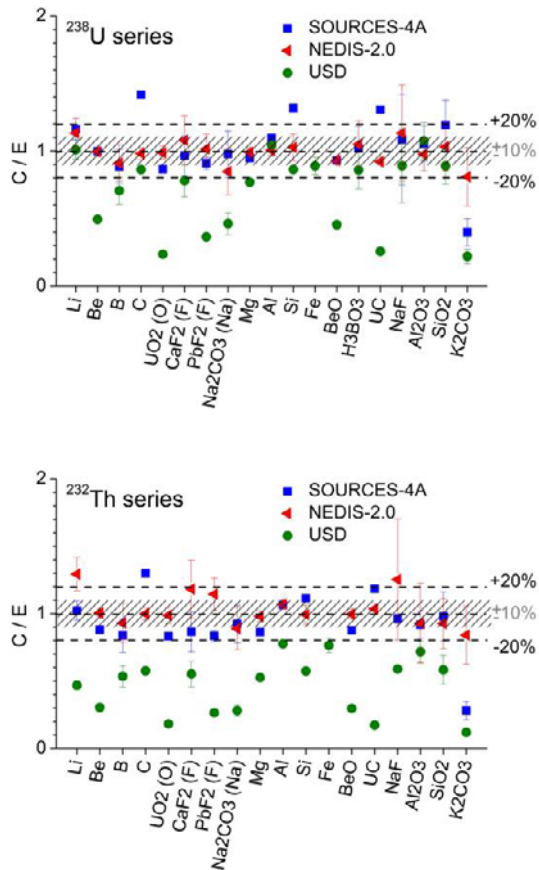 2
²³⁸U series
SOURCES-4A
NEDIS-2.0
USD
+20%
±10%
-20%
1
0
C / E
Li
Be
B
C
UO2 (O)
CaF2 (F)
PbF2 (F)
Na2CO3 (Na)
Mg
Al
Si
Fe
BeO
H3BO3
UC
NaF
Al2O3
SiO2
K2CO3
2
²³²Th series
SOURCES-4A
NEDIS-2.0
USD
+20%
±10%
-20%
1
0
C / E
Li
Be
B
C
UO2 (O)
CaF2 (F)
PbF2 (F)
Na2CO3 (Na)
Mg
Al
Si
Fe
BeO
UC
NaF
Al2O3
SiO2
K2CO3